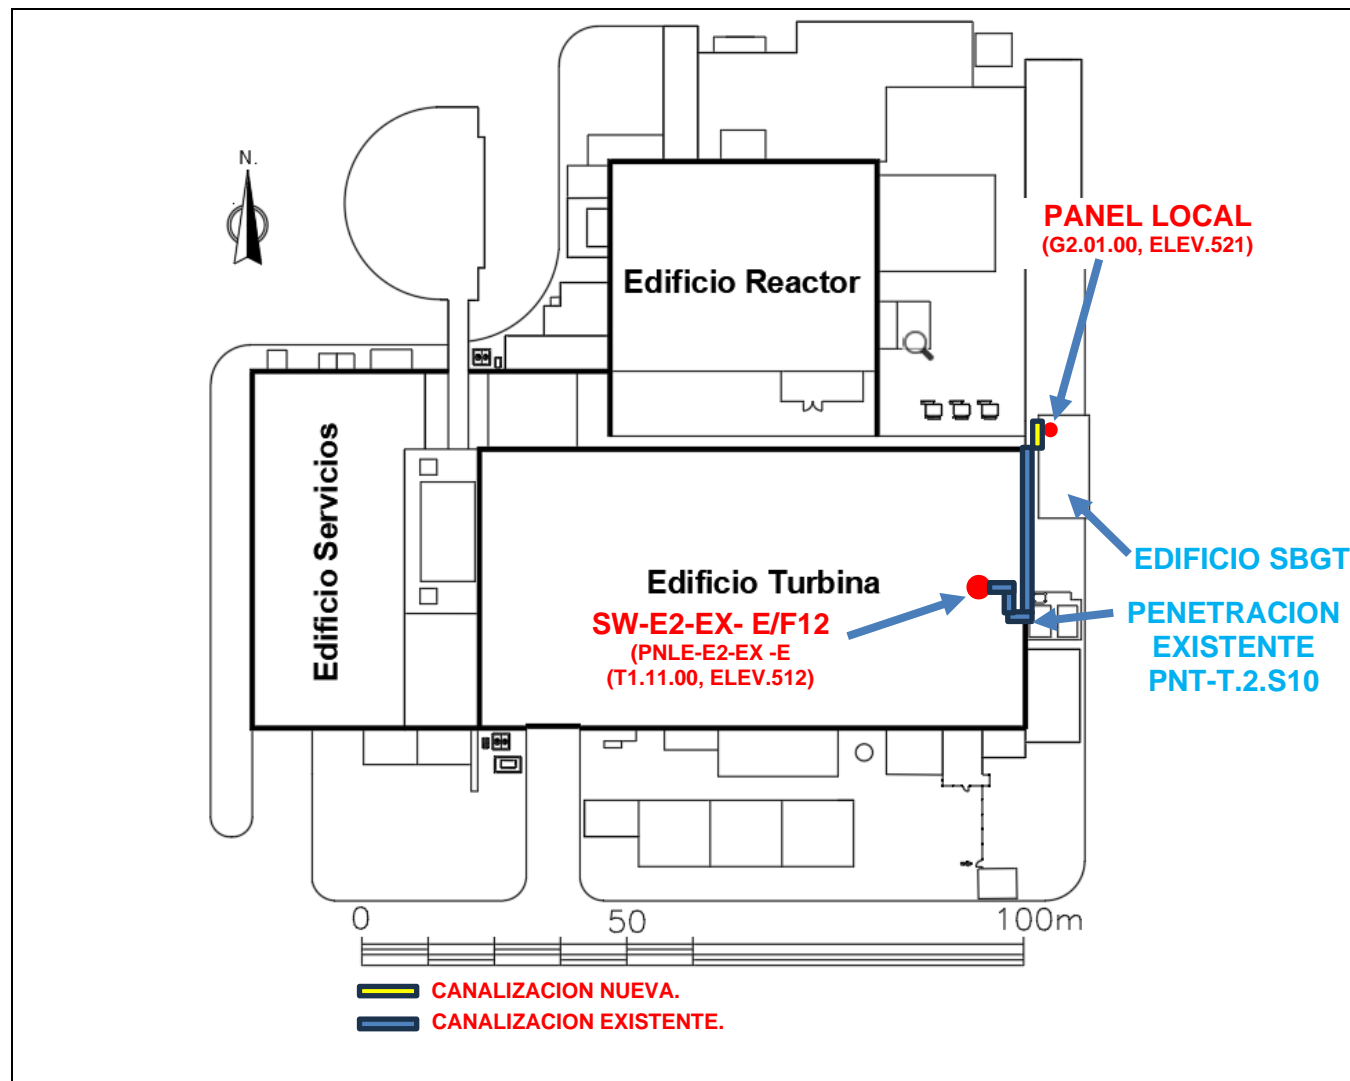 N.
PANEL LOCAL
(G2.01.00, ELEV.521)
Edificio Reactor
Edificio Servicios
EDIFICIO SBGT
Edificio Turbina
SW-E2-EX- E/F12
(PNLE-E2-EX -E
(T1.11.00, ELEV.512)
PENETRACION
EXISTENTE
PNT-T.2.S10
0 50 100m
CANALIZACION NUEVA.
CANALIZACION EXISTENTE.